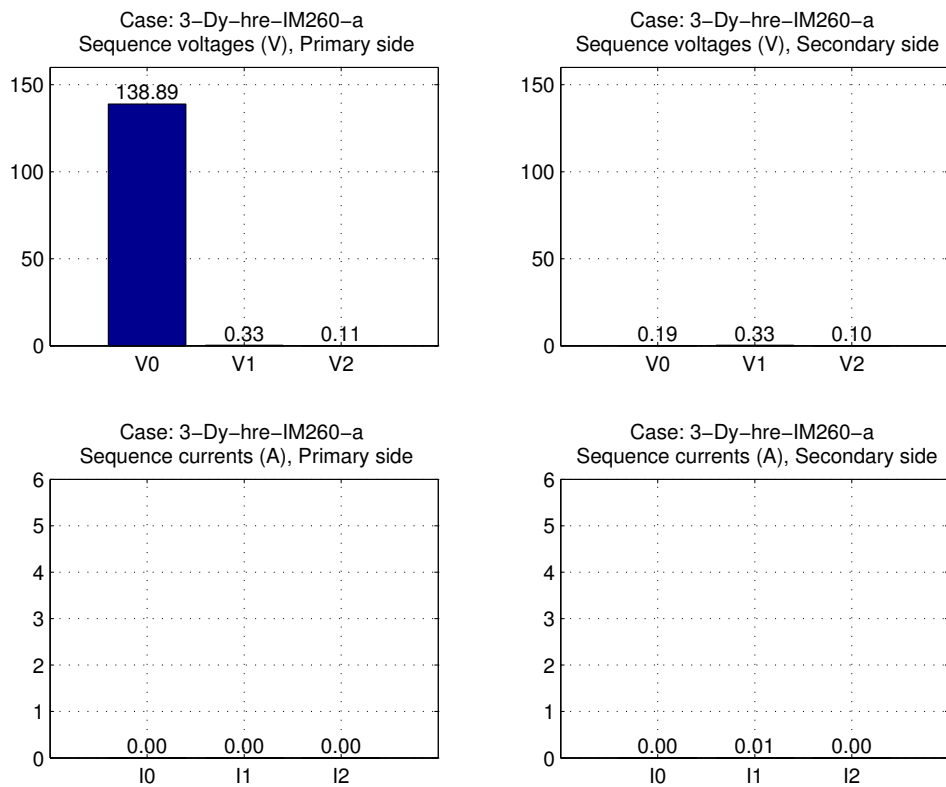 Case: 3−Dy−hre−IM260−a
Sequence voltages (V), Primary side
150
100
50
0
138.89
0.33
0.11
V0
V1
V2
Case: 3−Dy−hre−IM260−a
Sequence voltages (V), Secondary side
150
100
50
0
0.19
0.33
0.10
V0
V1
V2
Case: 3−Dy−hre−IM260−a
Sequence currents (A), Primary side
6
5
4
3
2
1
0
0.00
0.00
0.00
I0
I1
I2
Case: 3−Dy−hre−IM260−a
Sequence currents (A), Secondary side
6
5
4
3
2
1
0
0.00
0.01
0.00
I0
I1
I2